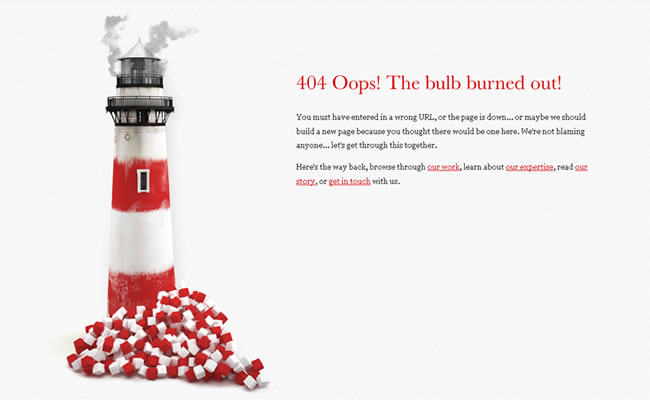 404 Oops! The bulb burned out!
You must have entered in a wrong URL, or the page is down... or maybe we should
build a new page because you thought there would be one here. We're not blaming
anyone... let's get through this together.
Here's the way back, browse through our work, learn about our expertise, read our
story, or get in touch with us.